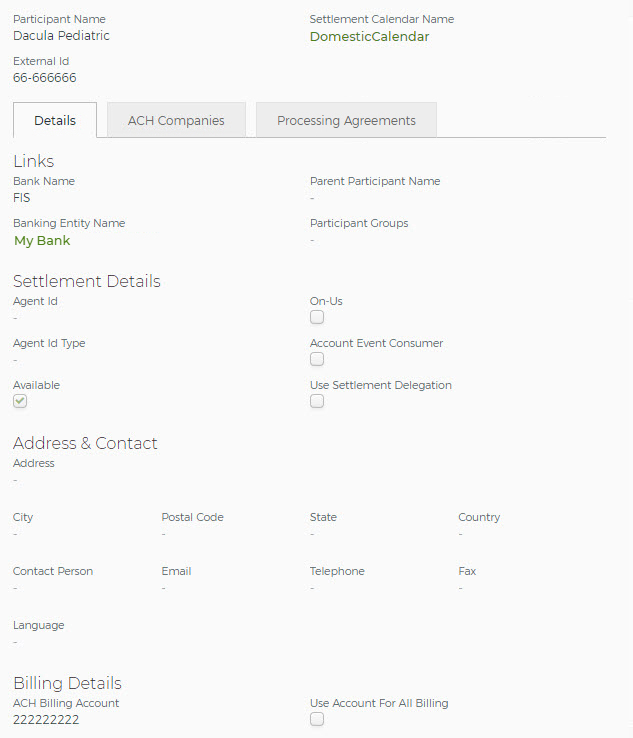 Participant Name Settlement Calendar Name
Dacula Pediatric DomesticCalendar
External Id
66-666666
Details ACH Companies Processing Agreements
Links
Bank Name Parent Participant Name
FIS -
Banking Entity Name Participant Groups
My Bank -
Settlement Details
Agent Id On-Us
-
Agent Id Type Account Event Consumer
-
Available Use Settlement Delegation
Address & Contact
Address
-
City Postal Code State Country
- - - -
Contact Person Email Telephone Fax
- - - -
Language
-
Billing Details
ACH Billing Account Use Account For All Billing
222222222